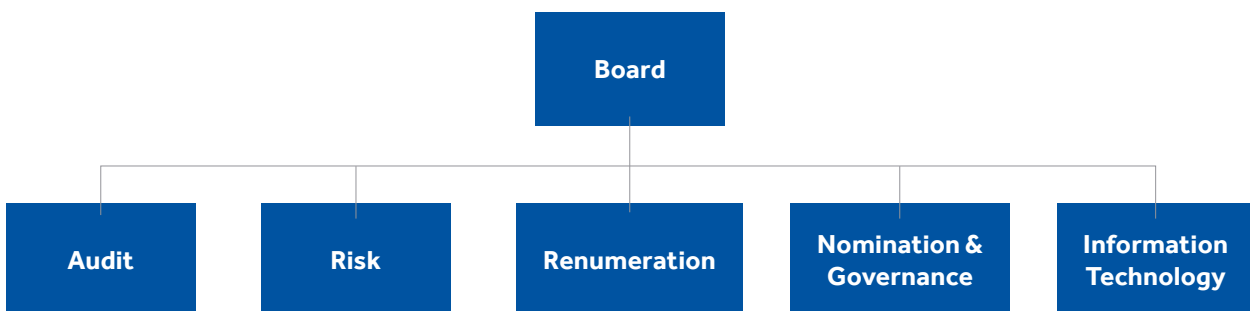 Board
Audit
Risk
Renumeration
Nomination &
Governance
Information
Technology